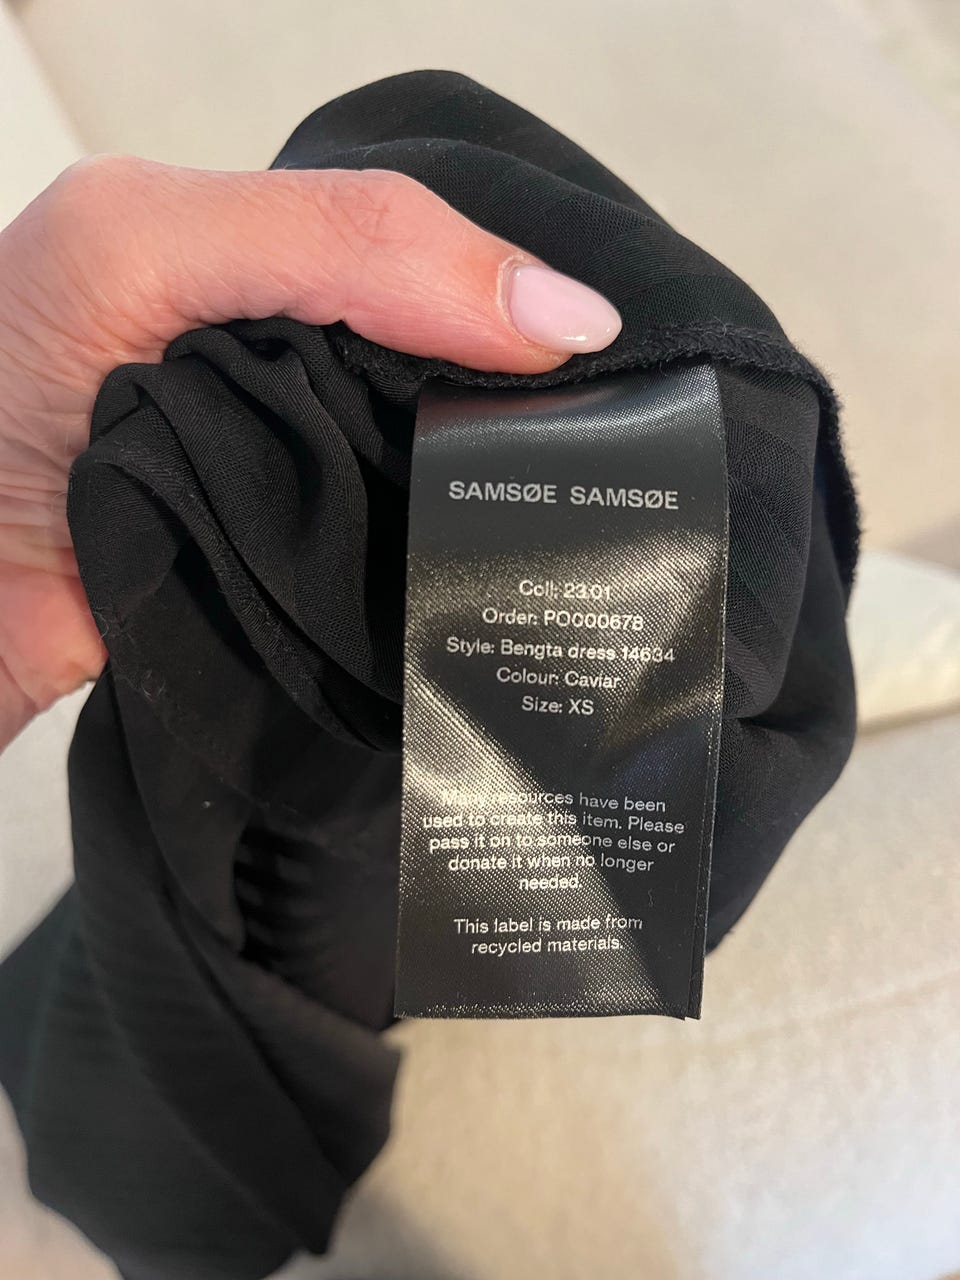 SAMSØE SAMSØE
Coll: 23.01
Order: PO000678
Style: Bengta dress 14634
Colour: Caviar
Size: XS
Many resources have been
used to create this item. Please
pass it on to someone else or
donate it when no longer
needed.
This label is made from
recycled materials.